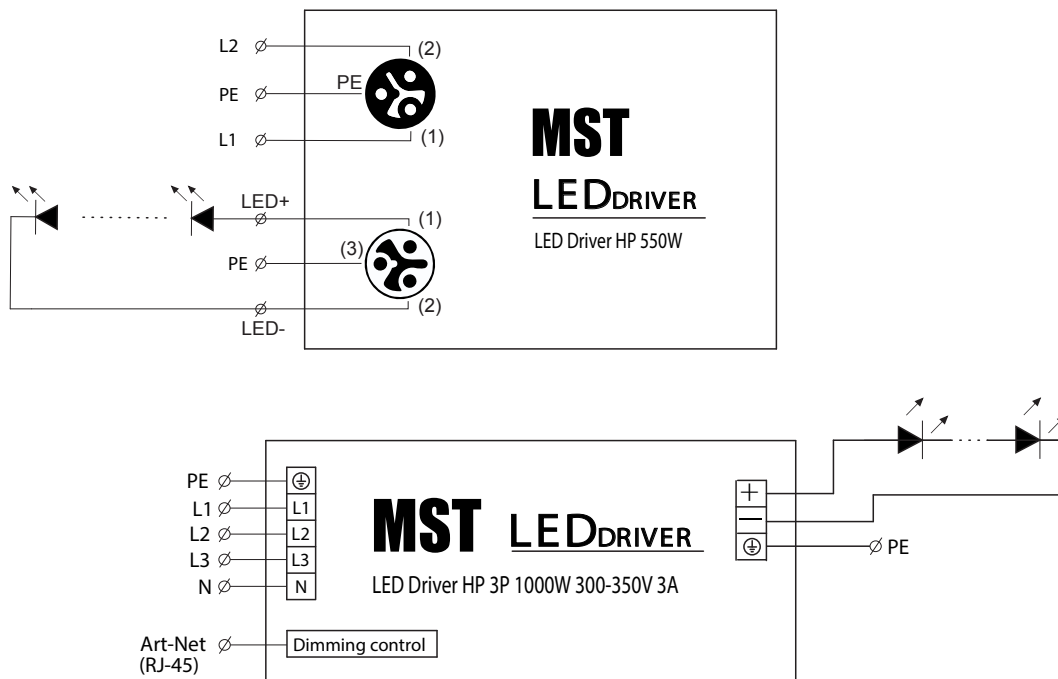 L2
(2)
PE
PE
L1
(1)
MST
LEDDRIVER
LED Driver HP 550W
LED+
(1)
(3)
PE
(2)
LED-
PE
L1 L1
L2 L2
L3 L3
N N
MST LEDDRIVER
LED Driver HP 3P 1000W 300-350V 3A
+
—
PE
Art-Net
(RJ-45)
Dimming control